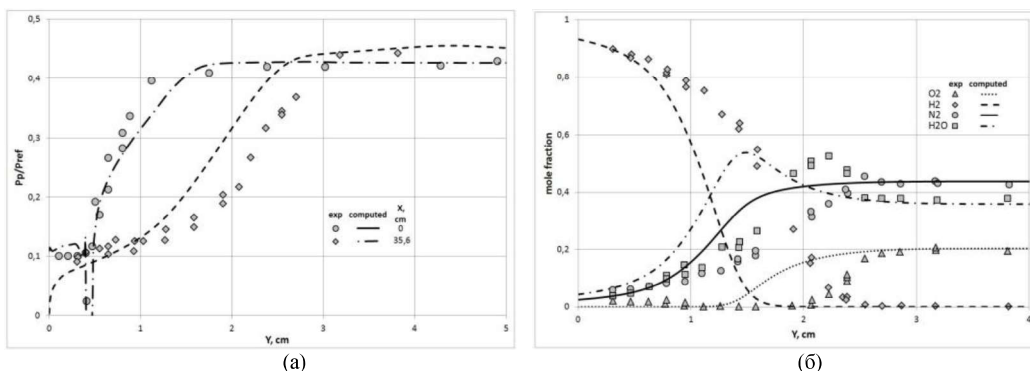 0,5
0,4
0,3
0,2
0,1
0
Pp/Pref
0 1 2 3 4 5
Y, cm
exp computed X, cm
0
35,6
(а)
1
0,8
0,6
0,4
0,2
0
mole fraction
0 1 2 3 4
Y, cm
exp computed
O2
H2
N2
H2O
(б)